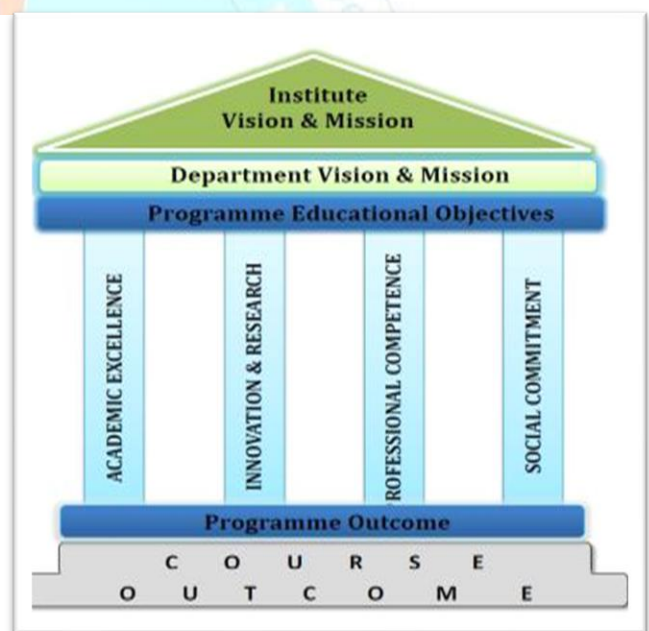 Institute
Vision & Mission
Department Vision & Mission
Programme Educational Objectives
ACADEMIC EXCELLENCE
INNOVATION & RESEARCH
ROFESSIONAL COMPETENCE
SOCIAL COMMITMENT
Programme Outcome
C O U R S E
O U T C O M E